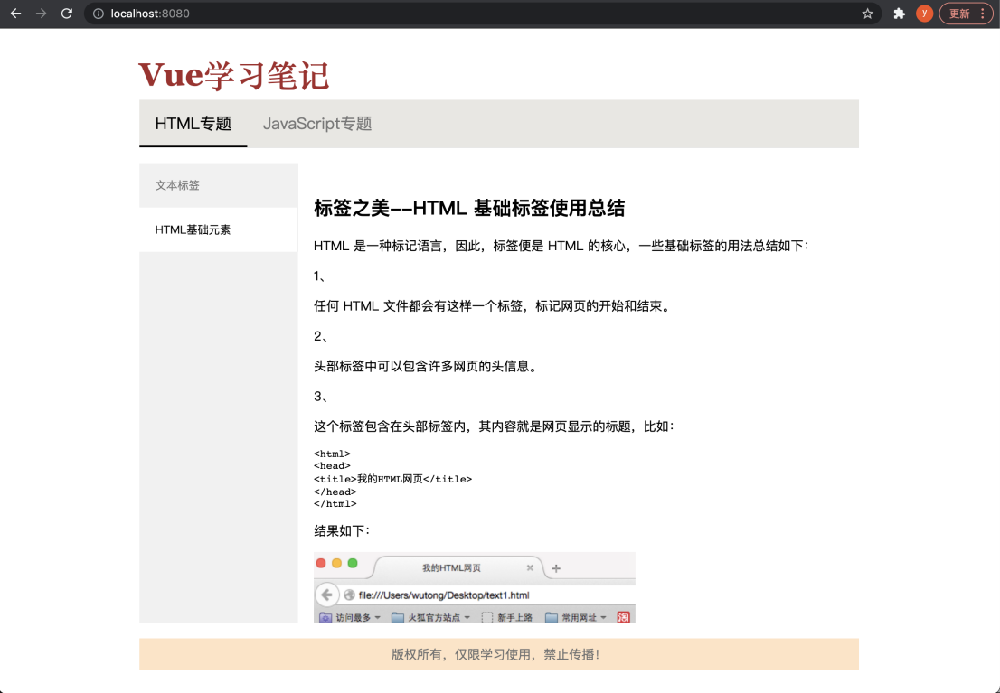 localhost:8080
y
更新
Vue学习笔记
HTML专题 JavaScript专题
文本标签
HTML基础元素
标签之美--HTML 基础标签使用总结
HTML 是一种标记语言，因此，标签便是 HTML 的核心，一些基础标签的用法总结如下：
1、
任何 HTML 文件都会有这样一个标签，标记网页的开始和结束。
2、
头部标签中可以包含许多网页的头信息。
3、
这个标签包含在头部标签内，其内容就是网页显示的标题，比如：
<html>
<head>
<title>我的HTML网页</title>
</head>
</html>
结果如下：
我的HTML网页
file:///Users/wutong/Desktop/text1.html
访问最多 火狐官方站点 新手上路 常用网址 淘
版权所有，仅限学习使用，禁止传播！